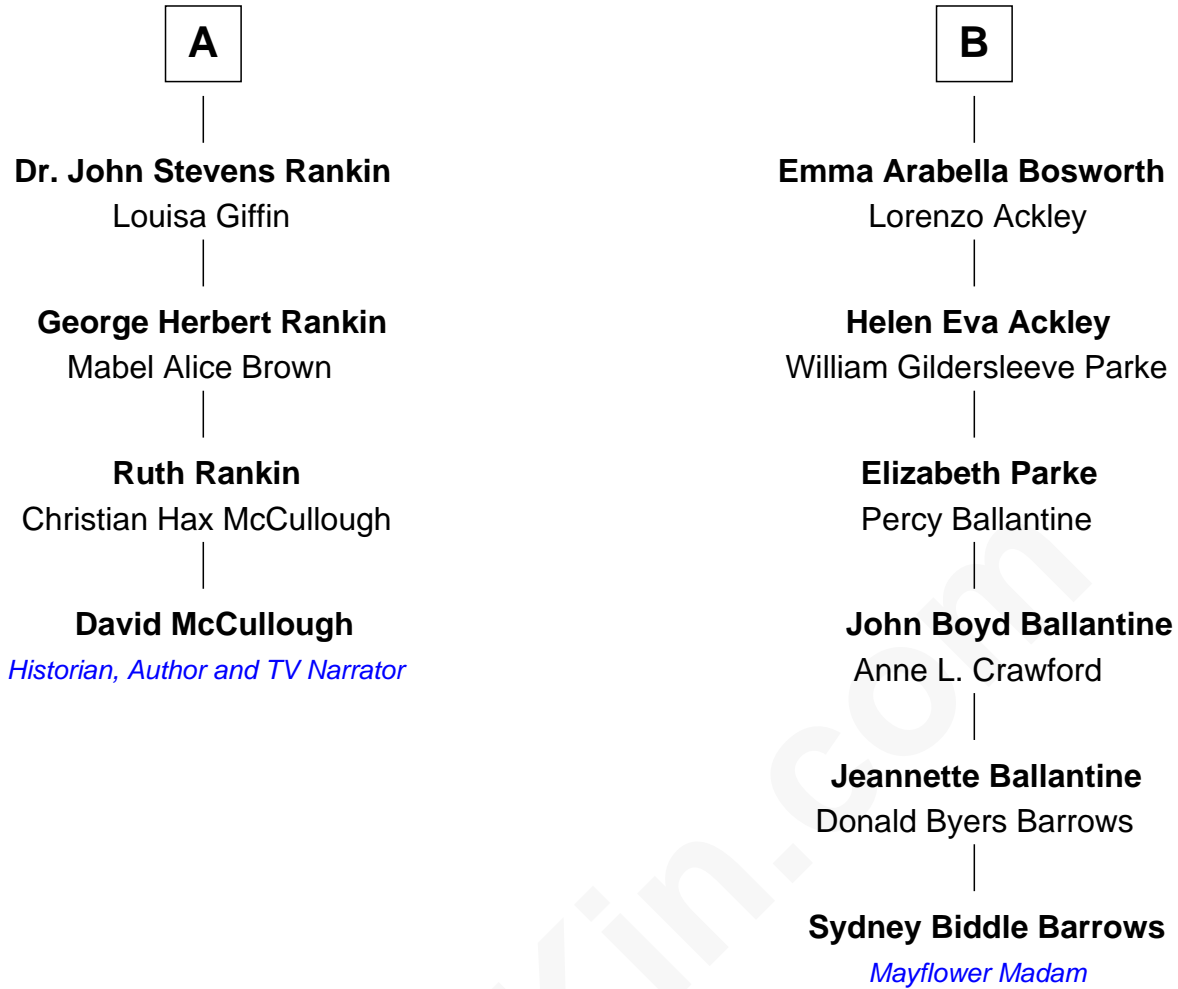 A
Dr. John Stevens Rankin
Louisa Giffin
George Herbert Rankin
Mabel Alice Brown
Ruth Rankin
Christian Hax McCullough
David McCullough
Historian, Author and TV Narrator
B
Emma Arabella Bosworth
Lorenzo Ackley
Helen Eva Ackley
William Gildersleeve Parke
Elizabeth Parke
Percy Ballantine
John Boyd Ballantine
Anne L. Crawford
Jeannette Ballantine
Donald Byers Barrows
Sydney Biddle Barrows
Mayflower Madam
Kin.com